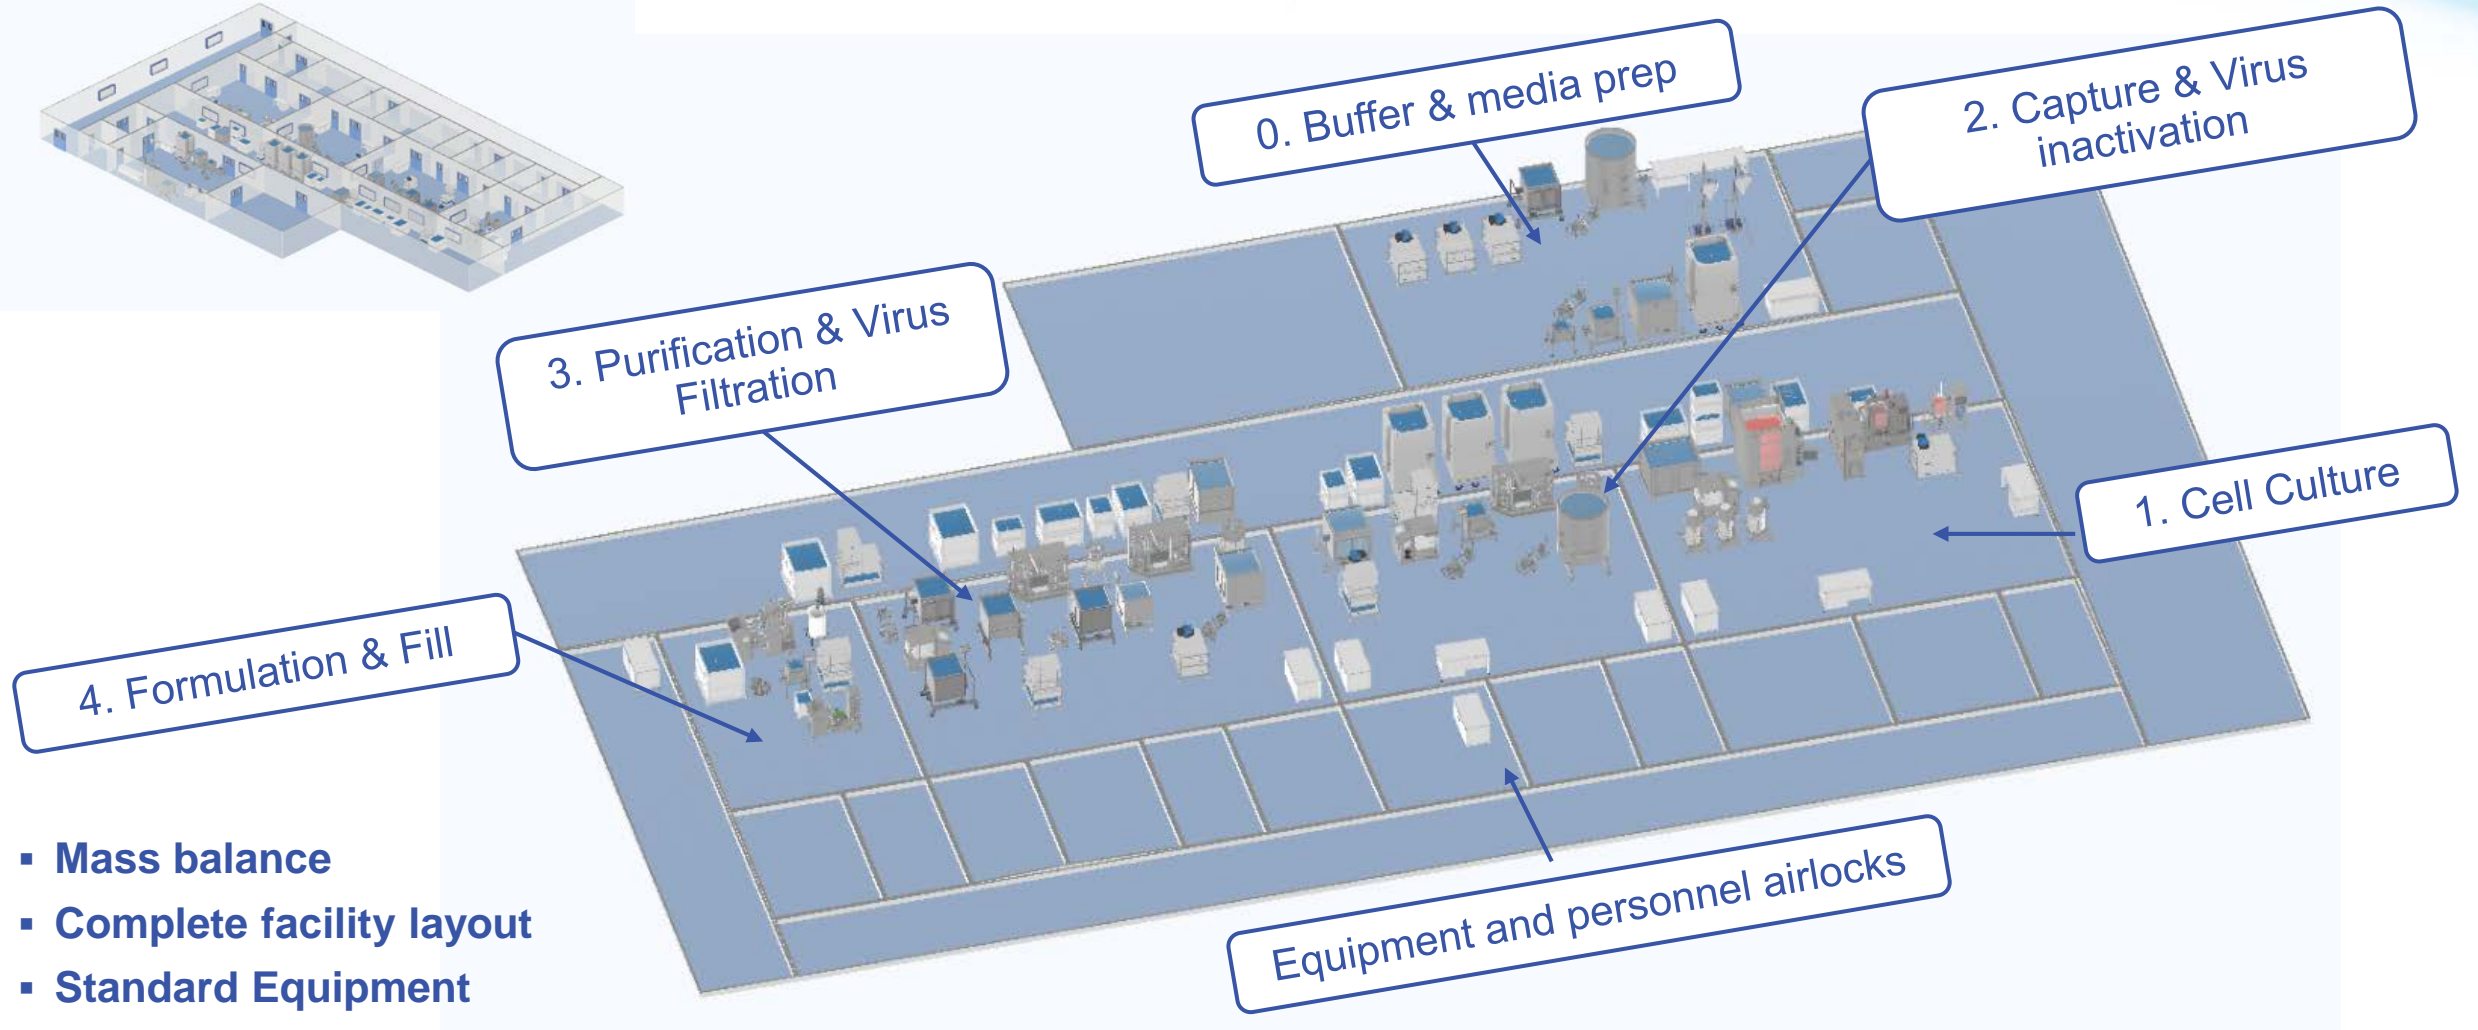 0. Buffer & media prep
2. Capture & Virus
inactivation
3. Purification & Virus
Filtration
1. Cell Culture
4. Formulation & Fill
Equipment and personnel airlocks
▪ Mass balance
▪ Complete facility layout
▪ Standard Equipment